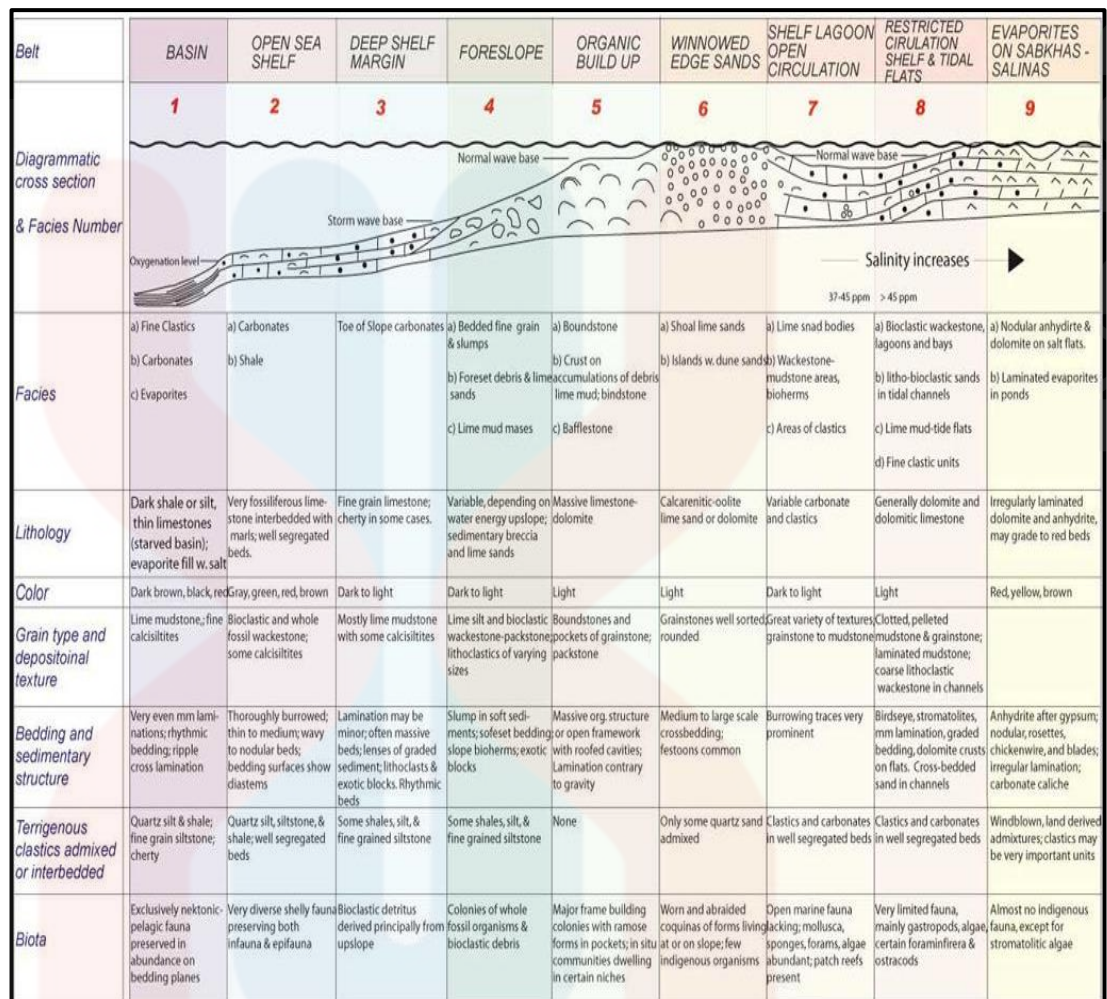 Belt
BASIN
OPEN SEA
SHELF
DEEP SHELF
MARGIN
FORESLOPE
ORGANIC
BUILD UP
WINNOWED
EDGE SANDS
SHELF LAGOON
OPEN
CIRCULATION
RESTRICTED
CIRULATION
SHELF & TIDAL
FLATS
EVAPORITES
ON SABKHAS -
SALINAS
1
2
3
4
5
6
7
8
9
Diagrammatic
cross section
& Facies Number
Normal wave base
Normal wave base
Storm wave base
Oxygenation level
Salinity increases
37-45 ppm > 45 ppm
Facies
a) Fine Clastics
b) Carbonates
c) Evaporites
a) Carbonates
b) Shale
Toe of Slope carbonates
a) Bedded fine grain
& slumps
b) Foreset debris & lime
sands
c) Lime mud mases
a) Boundstone
b) Crust on
accumulations of debris
lime mud; bindstone
c) Bafflestone
a) Shoal lime sands
b) Islands w. dune sands
a) Lime snad bodies
b) Wackestone-
mudstone areas,
bioherms
c) Areas of clastics
a) Bioclastic wackestone,
lagoons and bays
b) litho-bioclastic sands
in tidal channels
c) Lime mud-tide flats
d) Fine clastic units
a) Nodular anhydirte &
dolomite on salt flats.
b) Laminated evaporites
in ponds
Lithology
Dark shale or silt,
thin limestones
(starved basin);
evaporite fill w. salt
Very fossiliferous lime-
stone interbedded with
marls; well segregated
beds.
Fine grain limestone;
cherty in some cases.
Variable, depending on
water energy upslope;
sedimentary breccia
and lime sands
Massive limestone-
dolomite
Calcarenitic-oolite
lime sand or dolomite
Variable carbonate
and clastics
Generally dolomite and
dolomitic limestone
Irregularly laminated
dolomite and anhydrite,
may grade to red beds
Color
Dark brown, black, red
Gray, green, red, brown
Dark to light
Dark to light
Light
Light
Dark to light
Light
Red, yellow, brown
Grain type and
depositoinal
texture
Lime mudstone,; fine
calcisiltites
Bioclastic and whole
fossil wackestone;
some calcisiltites
Mostly lime mudstone
with some calcisiltites
Lime silt and bioclastic
wackestone-packstone;
lithoclastics of varying
sizes
Boundstones and
pockets of grainstone;
packstone
Grainstones well sorted;
rounded
Great variety of textures;
grainstone to mudstone
Clotted, pelleted
mudstone & grainstone;
laminated mudstone;
coarse lithoclastic
wackestone in channels
Bedding and
sedimentary
structure
Very even mm lami-
nations; rhythmic
bedding; ripple
cross lamination
Thoroughly burrowed;
thin to medium; wavy
to nodular beds;
bedding surfaces show
diastems
Lamination may be
minor; often massive
beds; lenses of graded
sediment; lithoclasts &
exotic blocks. Rhythmic
beds
Slump in soft sedi-
ments; sofeset bedding;
slope bioherms; exotic
blocks
Massive org. structure
or open framework
with roofed cavities;
Lamination contrary
to gravity
Medium to large scale
crossbedding;
festoons common
Burrowing traces very
prominent
Birdseye, stromatolites,
mm lamination, graded
bedding, dolomite crusts
on flats. Cross-bedded
sand in channels
Anhydrite after gypsum;
nodular, rosettes,
chickenwire, and blades;
irregular lamination;
carbonate caliche
Terrigenous
clastics admixed
or interbedded
Quartz silt & shale;
fine grain siltstone;
cherty
Quartz silt, siltstone, &
shale; well segregated
beds
Some shales, silt, &
fine grained siltstone
Some shales, silt, &
fine grained siltstone
None
Only some quartz sand
admixed
Clastics and carbonates
in well segregated beds
Clastics and carbonates
in well segregated beds
Windblown, land derived
admixtures; clastics may
be very important units
Biota
Exclusively nektonic-
pelagic fauna
preserved in
abundance on
bedding planes
Very diverse shelly fauna
preserving both
infauna & epifauna
Bioclastic detritus
derived principally from
upslope
Colonies of whole
fossil organisms &
bioclastic debris
Major frame building
colonies with ramose
forms in pockets; in situ
communities dwelling
in certain niches
Worn and abraided
coquinas of forms living
at or on slope; few
indigenous organisms
Open marine fauna
lacking; mollusca,
sponges, forams, algae
abundant; patch reefs
present
Very limited fauna,
mainly gastropods, algae,
certain foraminfirera &
ostracods
Almost no indigenous
fauna, except for
stromatolitic algae